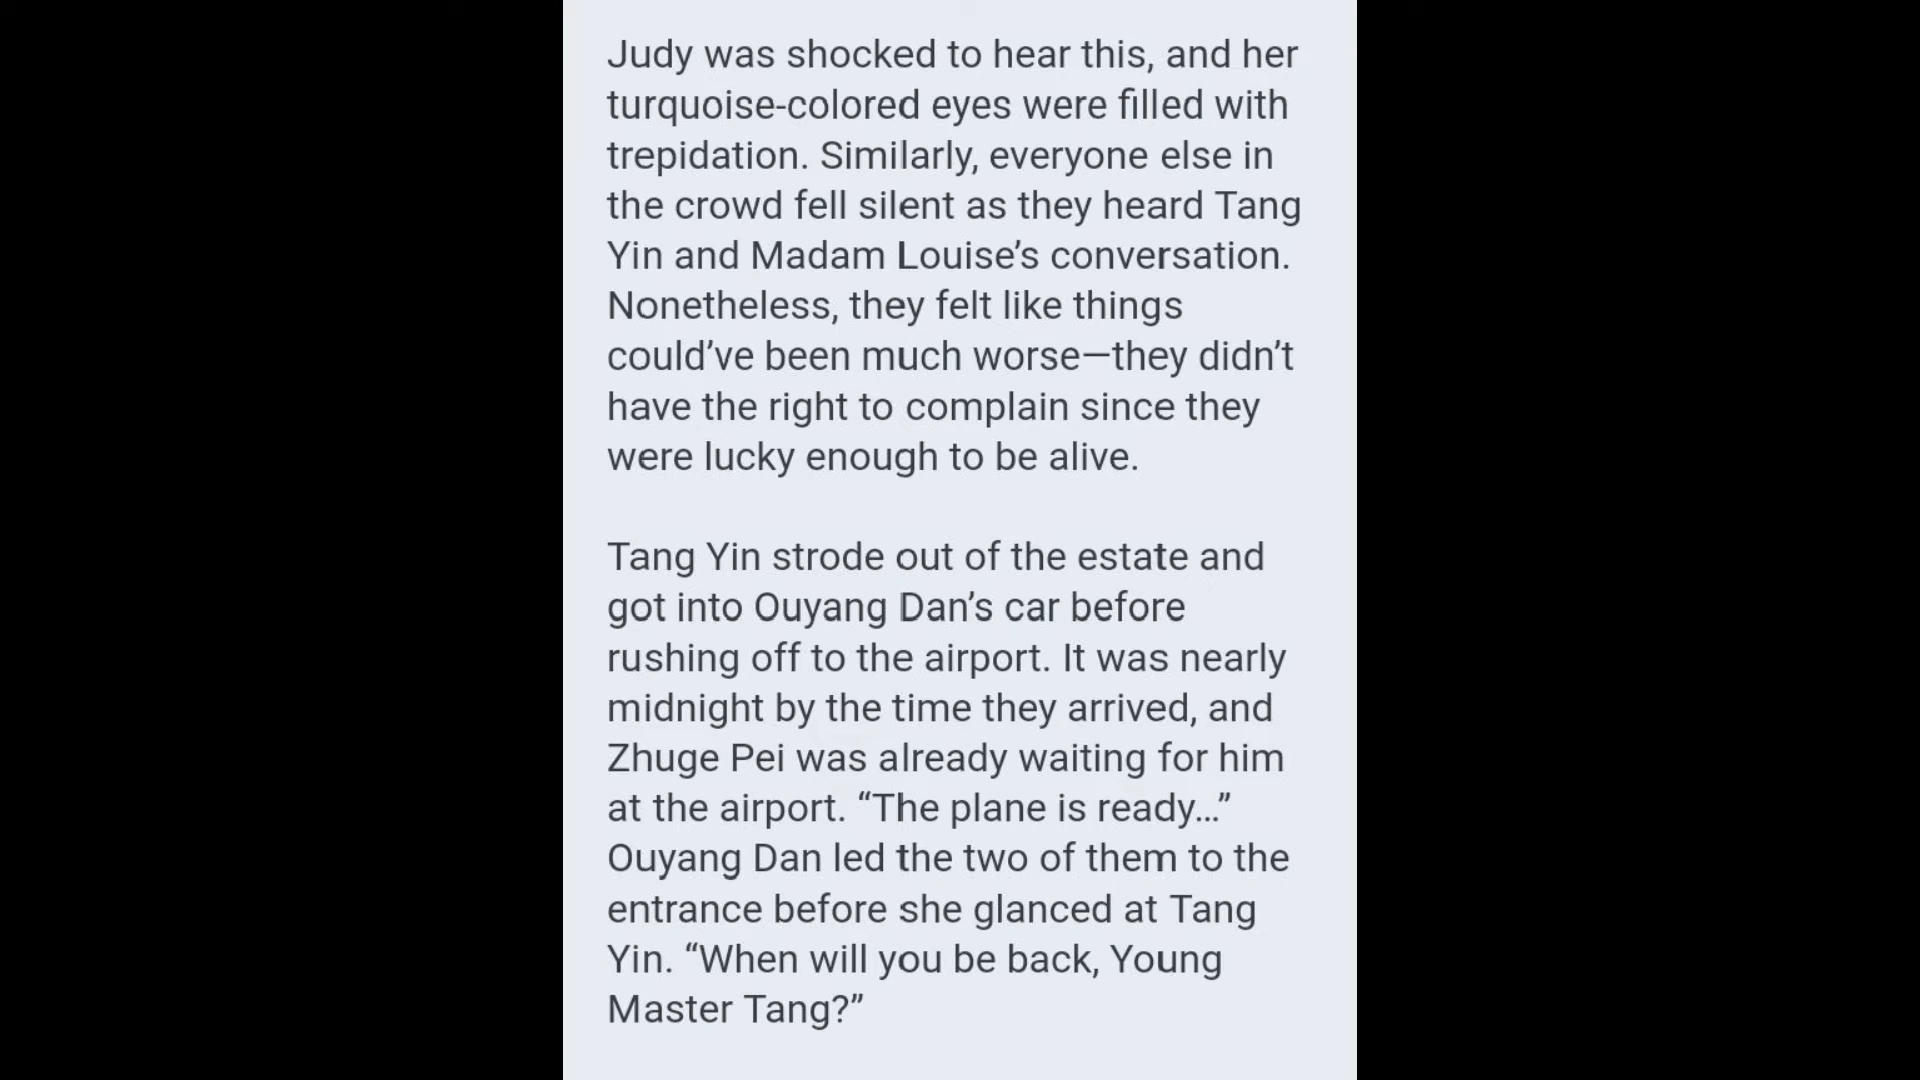 Judy was shocked to hear this, and her
turquoise-colored eyes were filled with
trepidation. Similarly, everyone else in
the crowd fell silent as they heard Tang
Yin and Madam Louise’s conversation.
Nonetheless, they felt like things
could’ve been much worse—they didn’t
have the right to complain since they
were lucky enough to be alive.
Tang Yin strode out of the estate and
got into Ouyang Dan’s car before
rushing off to the airport. It was nearly
midnight by the time they arrived, and
Zhuge Pei was already waiting for him
at the airport. “The plane is ready…”
Ouyang Dan led the two of them to the
entrance before she glanced at Tang
Yin. “When will you be back, Young
Master Tang?”